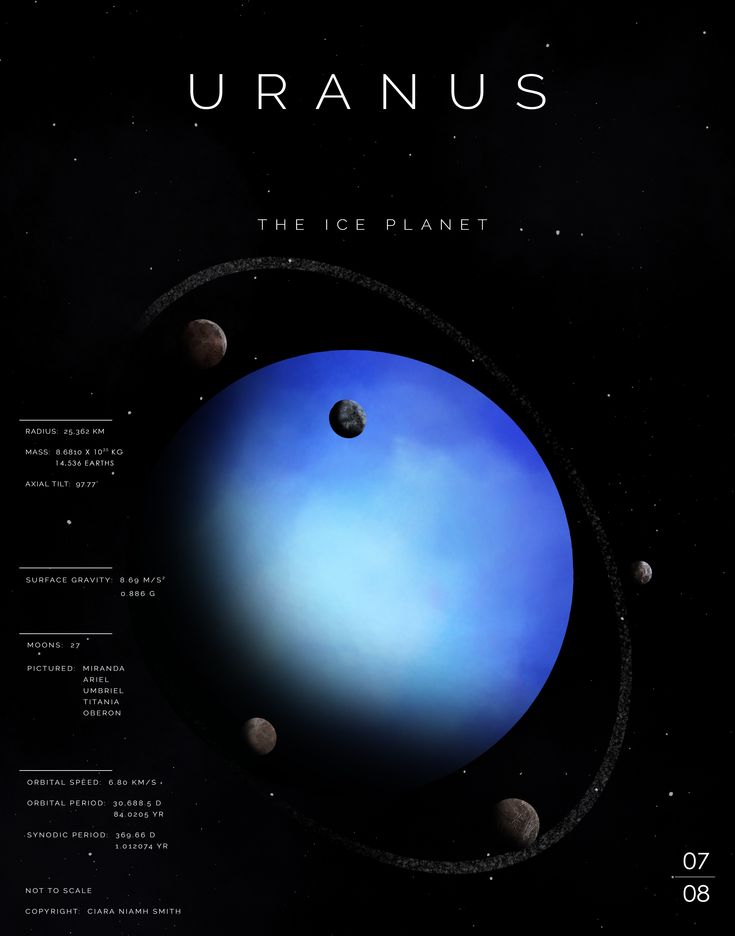 URANUS
THE ICE PLANET
RADIUS: 25,362 KM
MASS: 8.6810 X 10²⁵ KG
14,536 EARTHS
AXIAL TILT: 97.77°
SURFACE GRAVITY: 8.69 M/S²
0.886 G
MOONS: 27
PICTURED: MIRANDA
ARIEL
UMBRIEL
TITANIA
OBERON
ORBITAL SPEED: 6.80 KM/S
ORBITAL PERIOD: 30.688.5 D
84.0205 YR
SYNODIC PERIOD: 369.66 D
1.012074 YR
NOT TO SCALE
COPYRIGHT: CIARA NIAMH SMITH
07
08